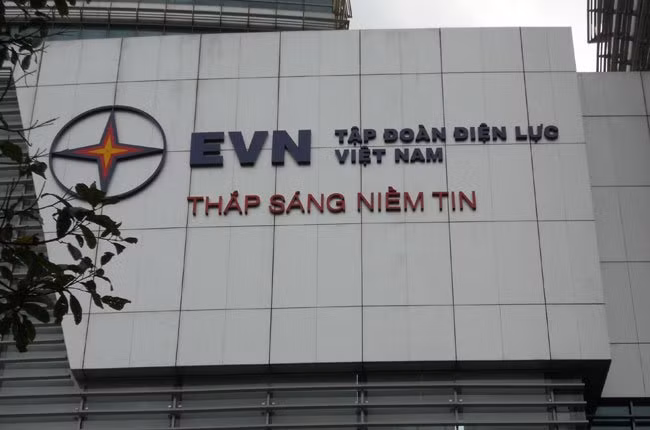 EVN TẬP ĐOÀN ĐIỆN LỰC
VIỆT NAM
THẮP SÁNG NIỀM TIN